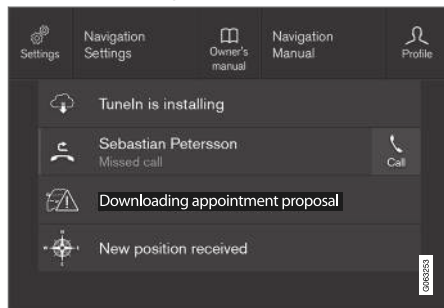 Settings
Navigation
Settings
Owner's
manual
Navigation
Manual
Profile
TuneIn is installing
Sebastian Petersson
Missed call
Call
Downloading appointment proposal
New position received
G063253